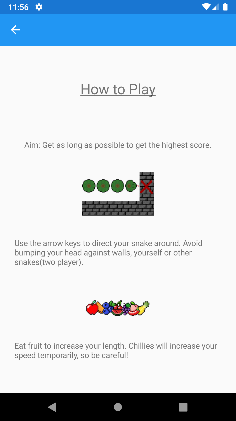 11:56
How to Play
Aim: Get as long as possible to get the highest score.
Use the arrow keys to direct your snake around. Avoid
bumping your head against walls, yourself or other
snakes(two player).
Eat fruit to increase your length. Chillies will increase your
speed temporarily, so be careful!